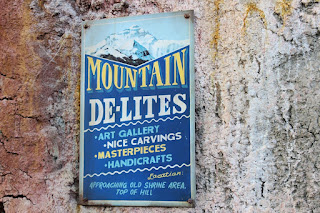 MOUNTAIN
DE-LITES
• ART GALLERY
• NICE CARVINGS
• MASTERPIECES
• HANDICRAFTS
Location:
APPROACHING OLD SHRINE AREA,
TOP OF HILL